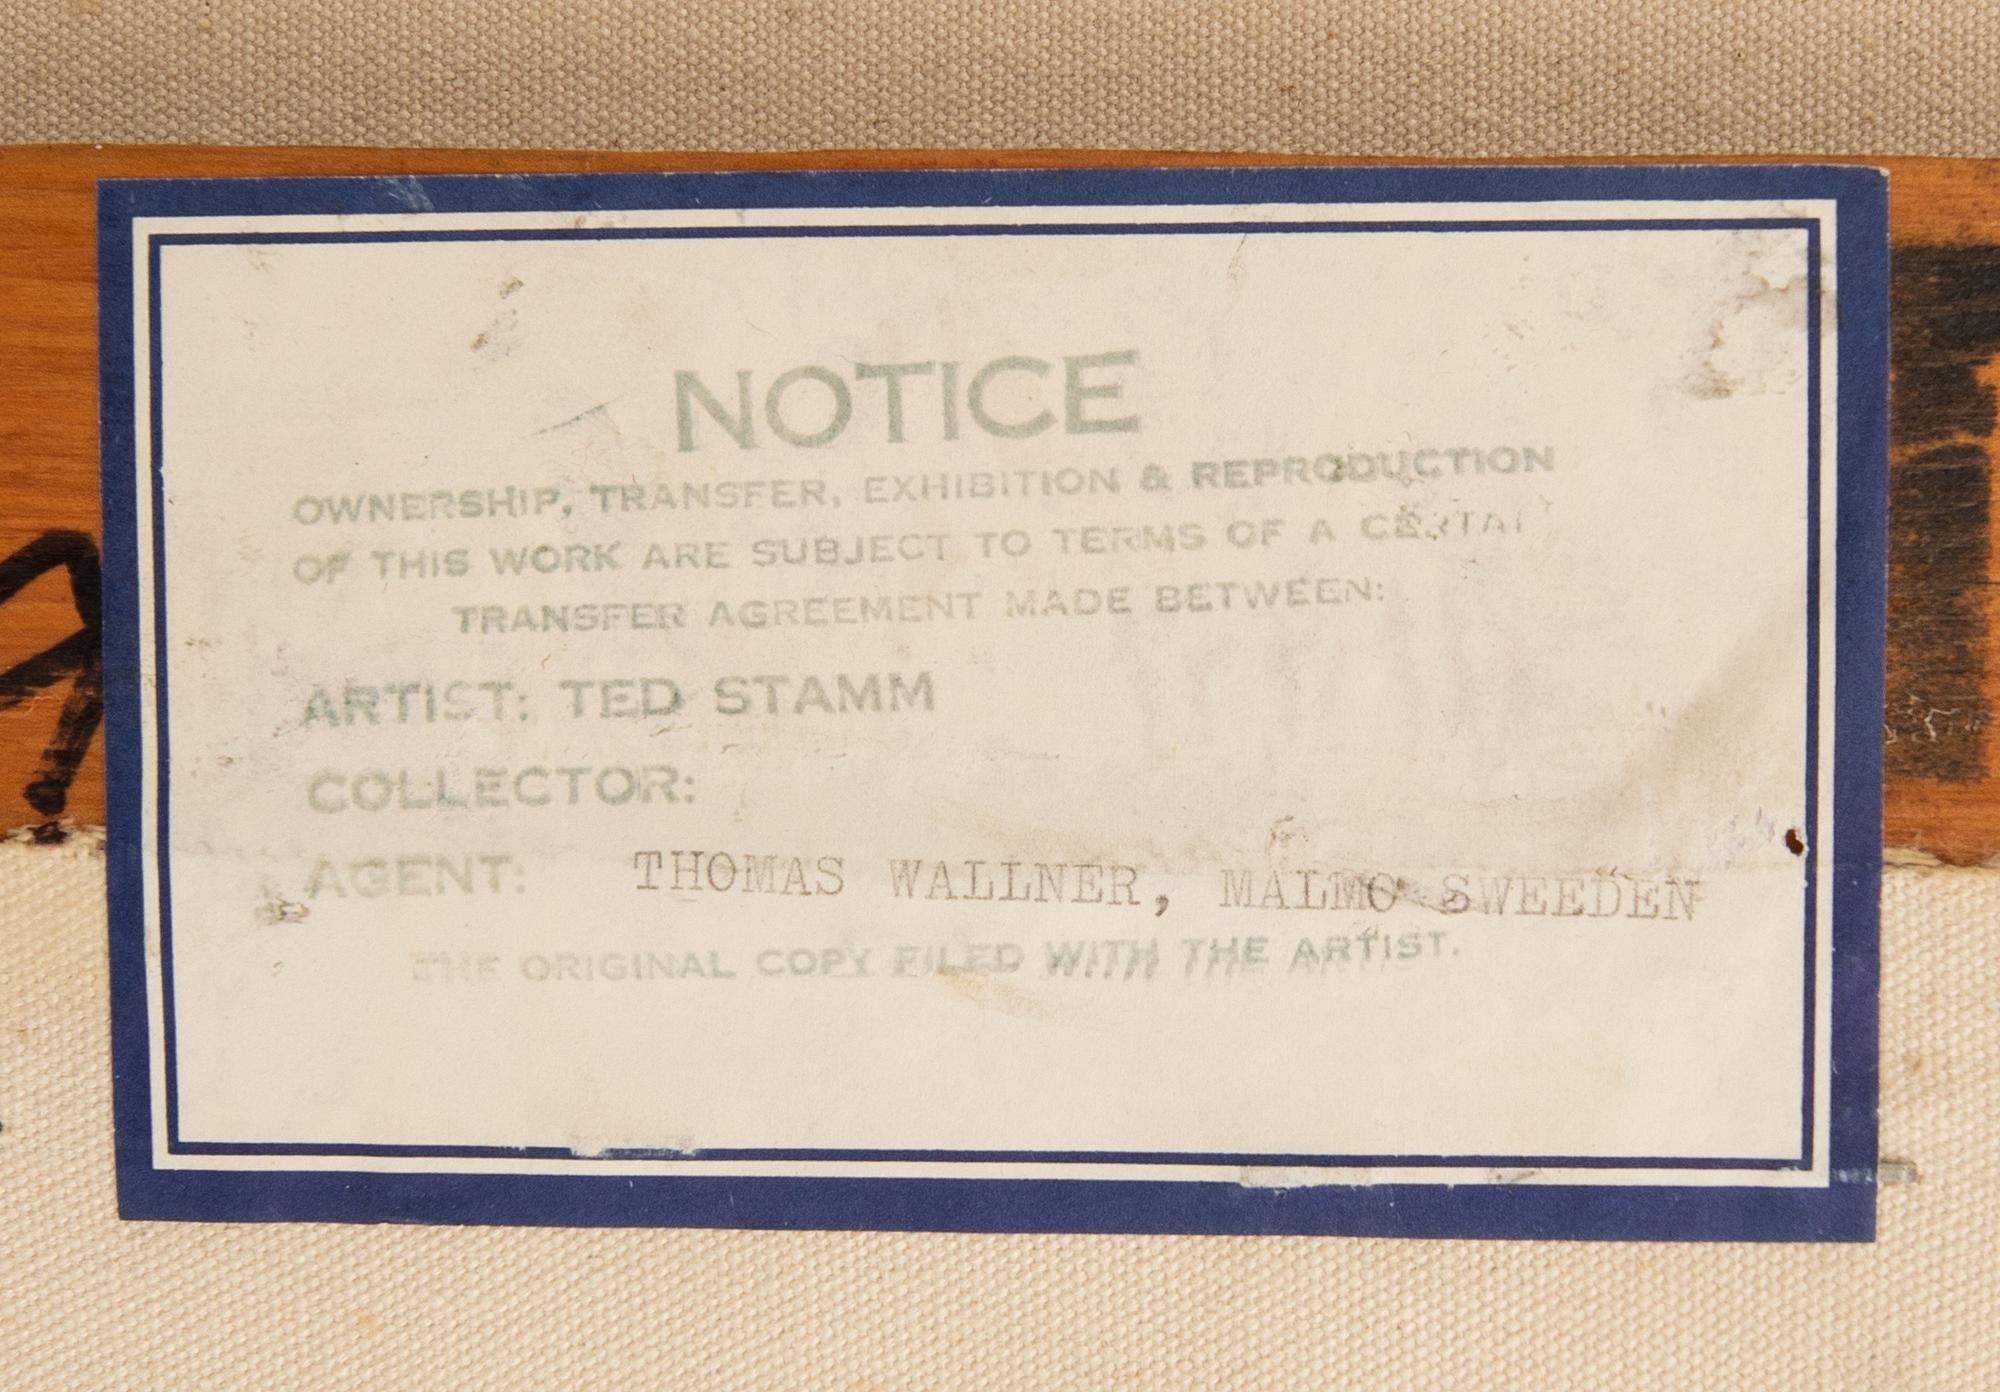 NOTICE
OWNERSHIP, TRANSFER, EXHIBITION & REPRODUCTION
OF THIS WORK ARE SUBJECT TO TERMS OF A CERTAI
TRANSFER AGREEMENT MADE BETWEEN:
ARTIST: TED STAMM
COLLECTOR:
AGENT: THOMAS WALLNER, MALMO SWEEDEN
THE ORIGINAL COPY FILED WITH THE ARTIST.